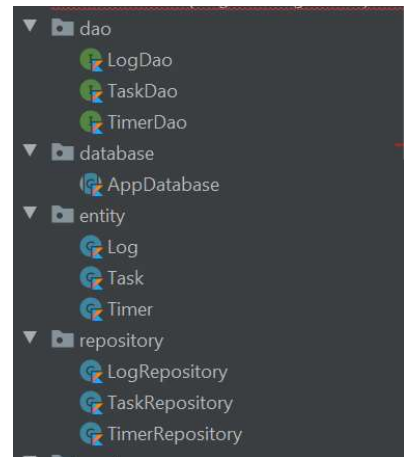 dao
LogDao
TaskDao
TimerDao
database
AppDatabase
entity
Log
Task
Timer
repository
LogRepository
TaskRepository
TimerRepository